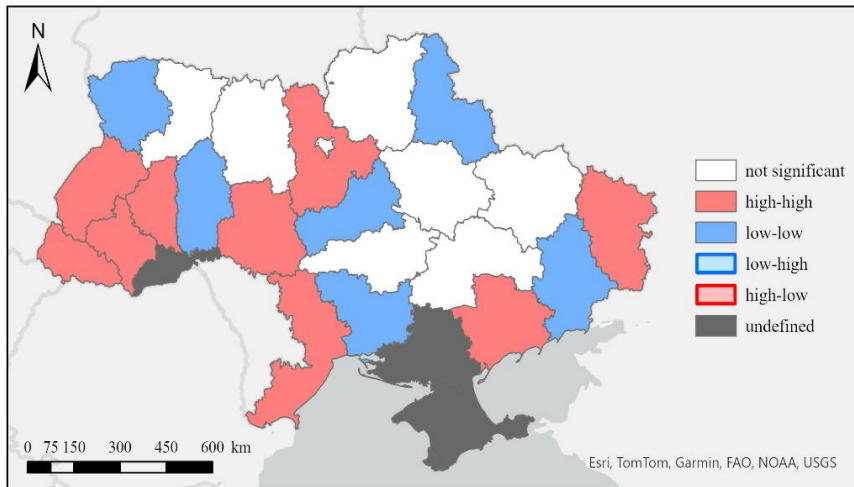 N
not significant
high-high
low-low
low-high
high-low
undefined
0 75 150 300 450 600 km
Esri, TomTom, Garmin, FAO, NOAA, USGS